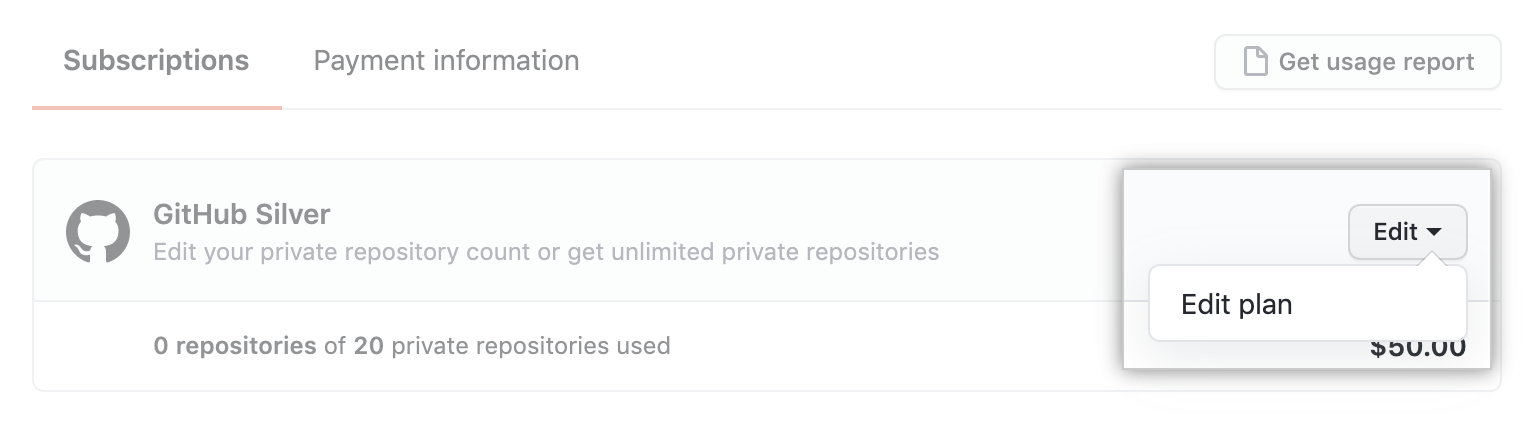 Subscriptions Payment information Get usage report
GitHub Silver
Edit
Edit your private repository count or get unlimited private repositories
Edit plan
0 repositories of 20 private repositories used
$50.00